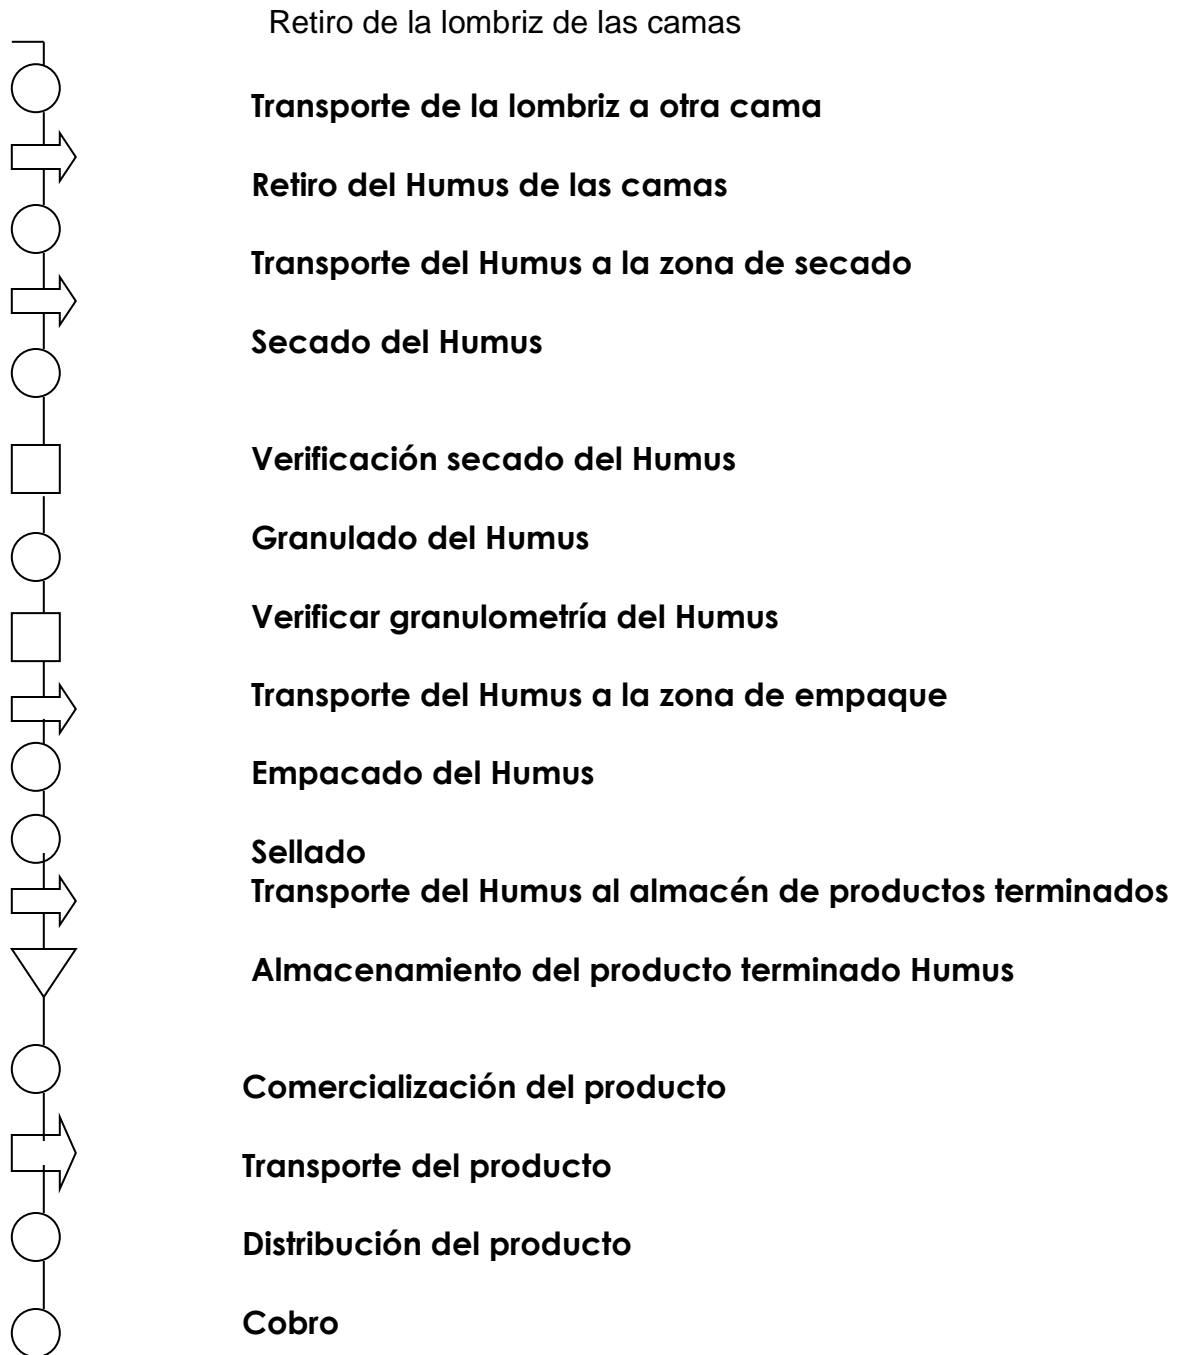 Retiro de la lombriz de las camas
Transporte de la lombriz a otra cama
Retiro del Humus de las camas
Transporte del Humus a la zona de secado
Secado del Humus
Verificación secado del Humus
Granulado del Humus
Verificar granulometría del Humus
Transporte del Humus a la zona de empaque
Empacado del Humus
Sellado
Transporte del Humus al almacén de productos terminados
Almacenamiento del producto terminado Humus
Comercialización del producto
Transporte del producto
Distribución del producto
Cobro